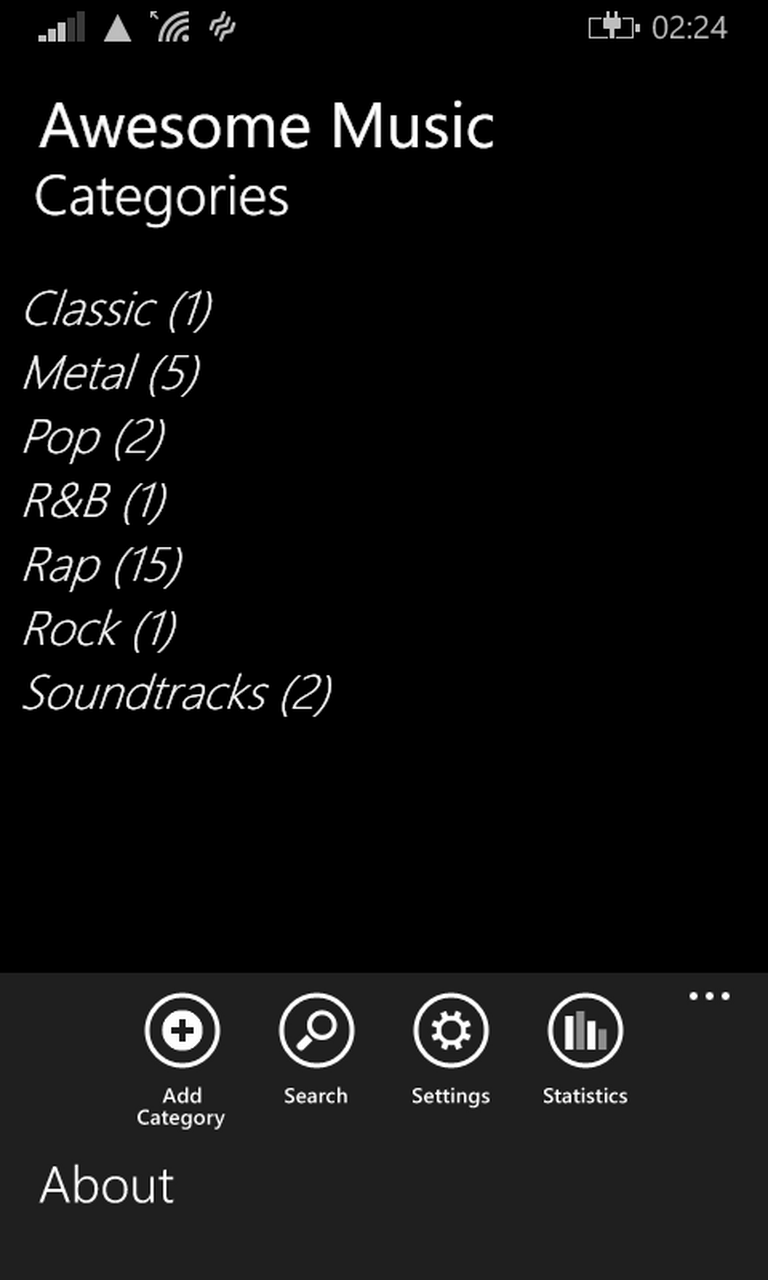 02:24
Awesome Music
Categories
Classic (1)
Metal (5)
Pop (2)
R&B (1)
Rap (15)
Rock (1)
Soundtracks (2)
Add
Category
Search
Settings
Statistics
About